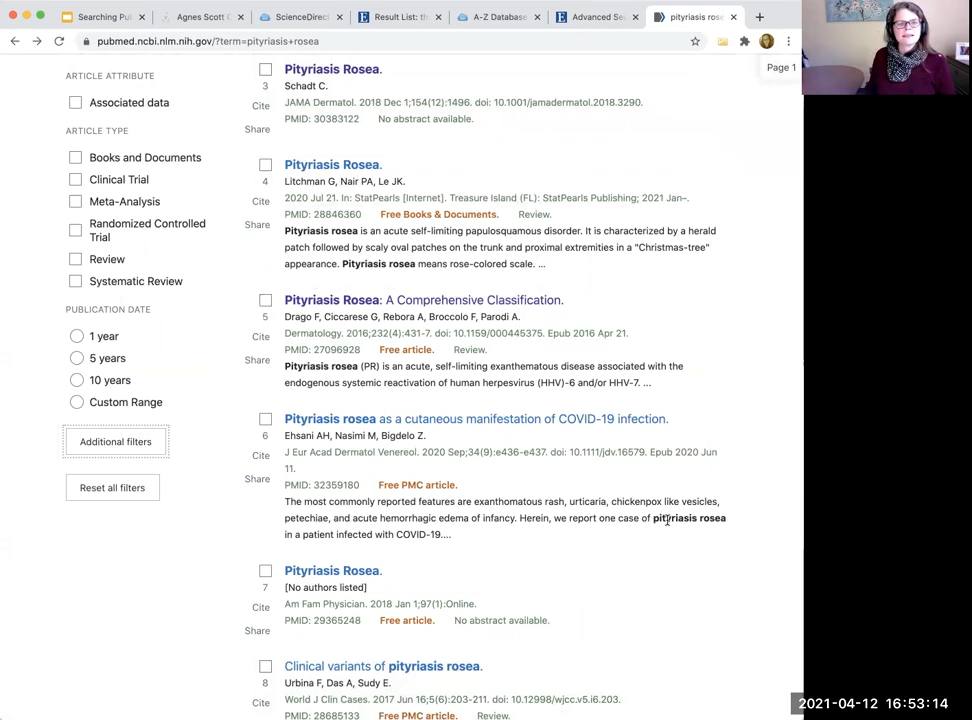 Searching Pu
Agnes Scott C
ScienceDirect
Result List: th
A-Z Database
Advanced Sea
pityriasis rose
pubmed.ncbi.nlm.nih.gov/?term=pityriasis+rosea
Page 1
ARTICLE ATTRIBUTE
Associated data
ARTICLE TYPE
Books and Documents
Clinical Trial
Meta-Analysis
Randomized Controlled
Trial
Review
Systematic Review
PUBLICATION DATE
1 year
5 years
10 years
Custom Range
Additional filters
Reset all filters
Pityriasis Rosea.
3
Schadt C.
Cite
JAMA Dermatol. 2018 Dec 1;154(12):1496. doi: 10.1001/jamadermatol.2018.3290.
PMID: 30383122 No abstract available.
Share
Pityriasis Rosea.
4
Litchman G, Nair PA, Le JK.
Cite
2020 Jul 21. In: StatPearls [Internet]. Treasure Island (FL): StatPearls Publishing; 2021 Jan–.
PMID: 28846360 Free Books & Documents. Review.
Share
Pityriasis rosea is an acute self-limiting papulosquamous disorder. It is characterized by a herald
patch followed by scaly oval patches on the trunk and proximal extremities in a "Christmas-tree"
appearance. Pityriasis rosea means rose-colored scale. ...
Pityriasis Rosea: A Comprehensive Classification.
5
Drago F, Ciccarese G, Rebora A, Broccolo F, Parodi A.
Cite
Dermatology. 2016;232(4):431-7. doi: 10.1159/000445375. Epub 2016 Apr 21.
PMID: 27096928 Free article. Review.
Share
Pityriasis rosea (PR) is an acute, self-limiting exanthematous disease associated with the
endogenous systemic reactivation of human herpesvirus (HHV)-6 and/or HHV-7. ...
Pityriasis rosea as a cutaneous manifestation of COVID-19 infection.
6
Ehsani AH, Nasimi M, Bigdelo Z.
Cite
J Eur Acad Dermatol Venereol. 2020 Sep;34(9):e436-e437. doi: 10.1111/jdv.16579. Epub 2020 Jun
11.
Share
PMID: 32359180 Free PMC article.
The most commonly reported features are exanthomatous rash, urticaria, chickenpox like vesicles,
petechiae, and acute hemorrhagic edema of infancy. Herein, we report one case of pityriasis rosea
in a patient infected with COVID-19....
Pityriasis Rosea.
7
[No authors listed]
Cite
Am Fam Physician. 2018 Jan 1;97(1):Online.
PMID: 29365248 Free article. No abstract available.
Share
Clinical variants of pityriasis rosea.
8
Urbina F, Das A, Sudy E.
Cite
World J Clin Cases. 2017 Jun 16;5(6):203-211. doi: 10.12998/wjcc.v5.i6.203.
PMID: 28685133 Free PMC article. Review.
2021-04-12 16:53:14